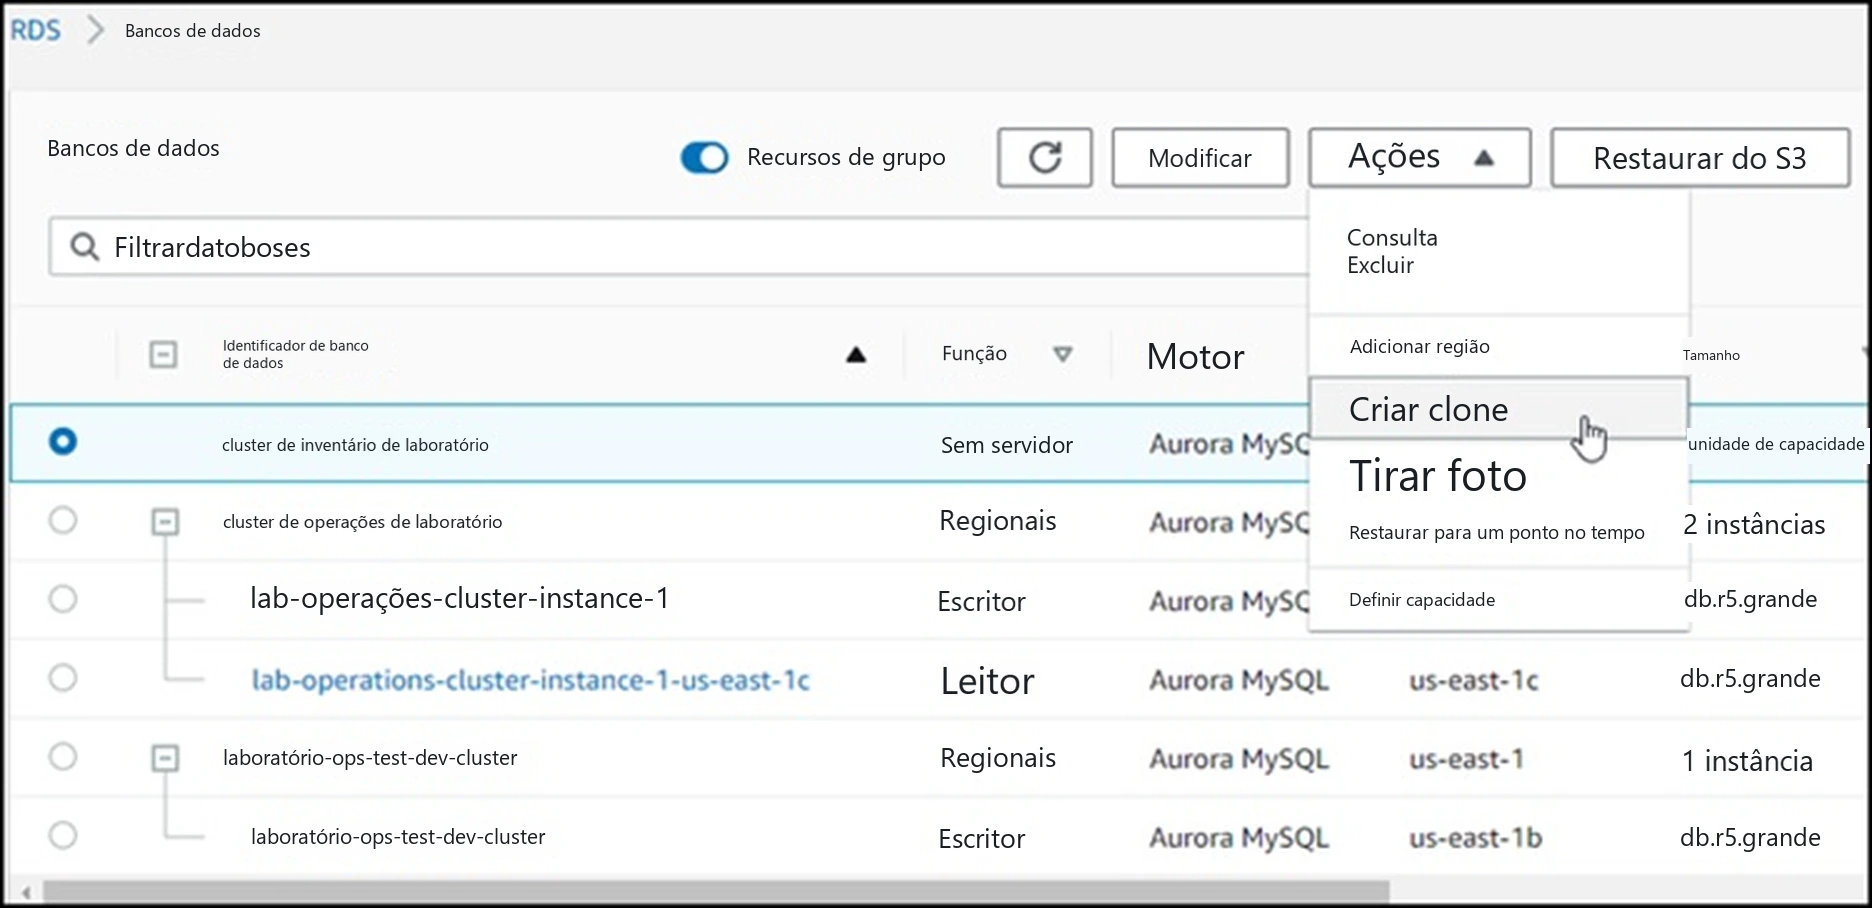 RDS > Bancos de dados
Bancos de dados
Recursos de grupo
Modificar
Ações
Restaurar do S3
Filtrardatoboses
Consulta
Excluir
Adicionar região
Criar clone
Tirar foto
Restaurar para um ponto no tempo
Definir capacidade
Identificador de banco
de dados
Função
Motor
Tamanho
cluster de inventário de laboratório Sem servidor Aurora MySQ unidade de capacidade
cluster de operações de laboratório Regionais Aurora MySQ 2 instâncias
lab-operações-cluster-instance-1 Escritor Aurora MySQ db.r5.grande
lab-operations-cluster-instance-1-us-east-1c Leitor Aurora MySQL us-east-1c db.r5.grande
laboratório-ops-test-dev-cluster Regionais Aurora MySQL us-east-1 1 instância
laboratório-ops-test-dev-cluster Escritor Aurora MySQL us-east-1b db.r5.grande